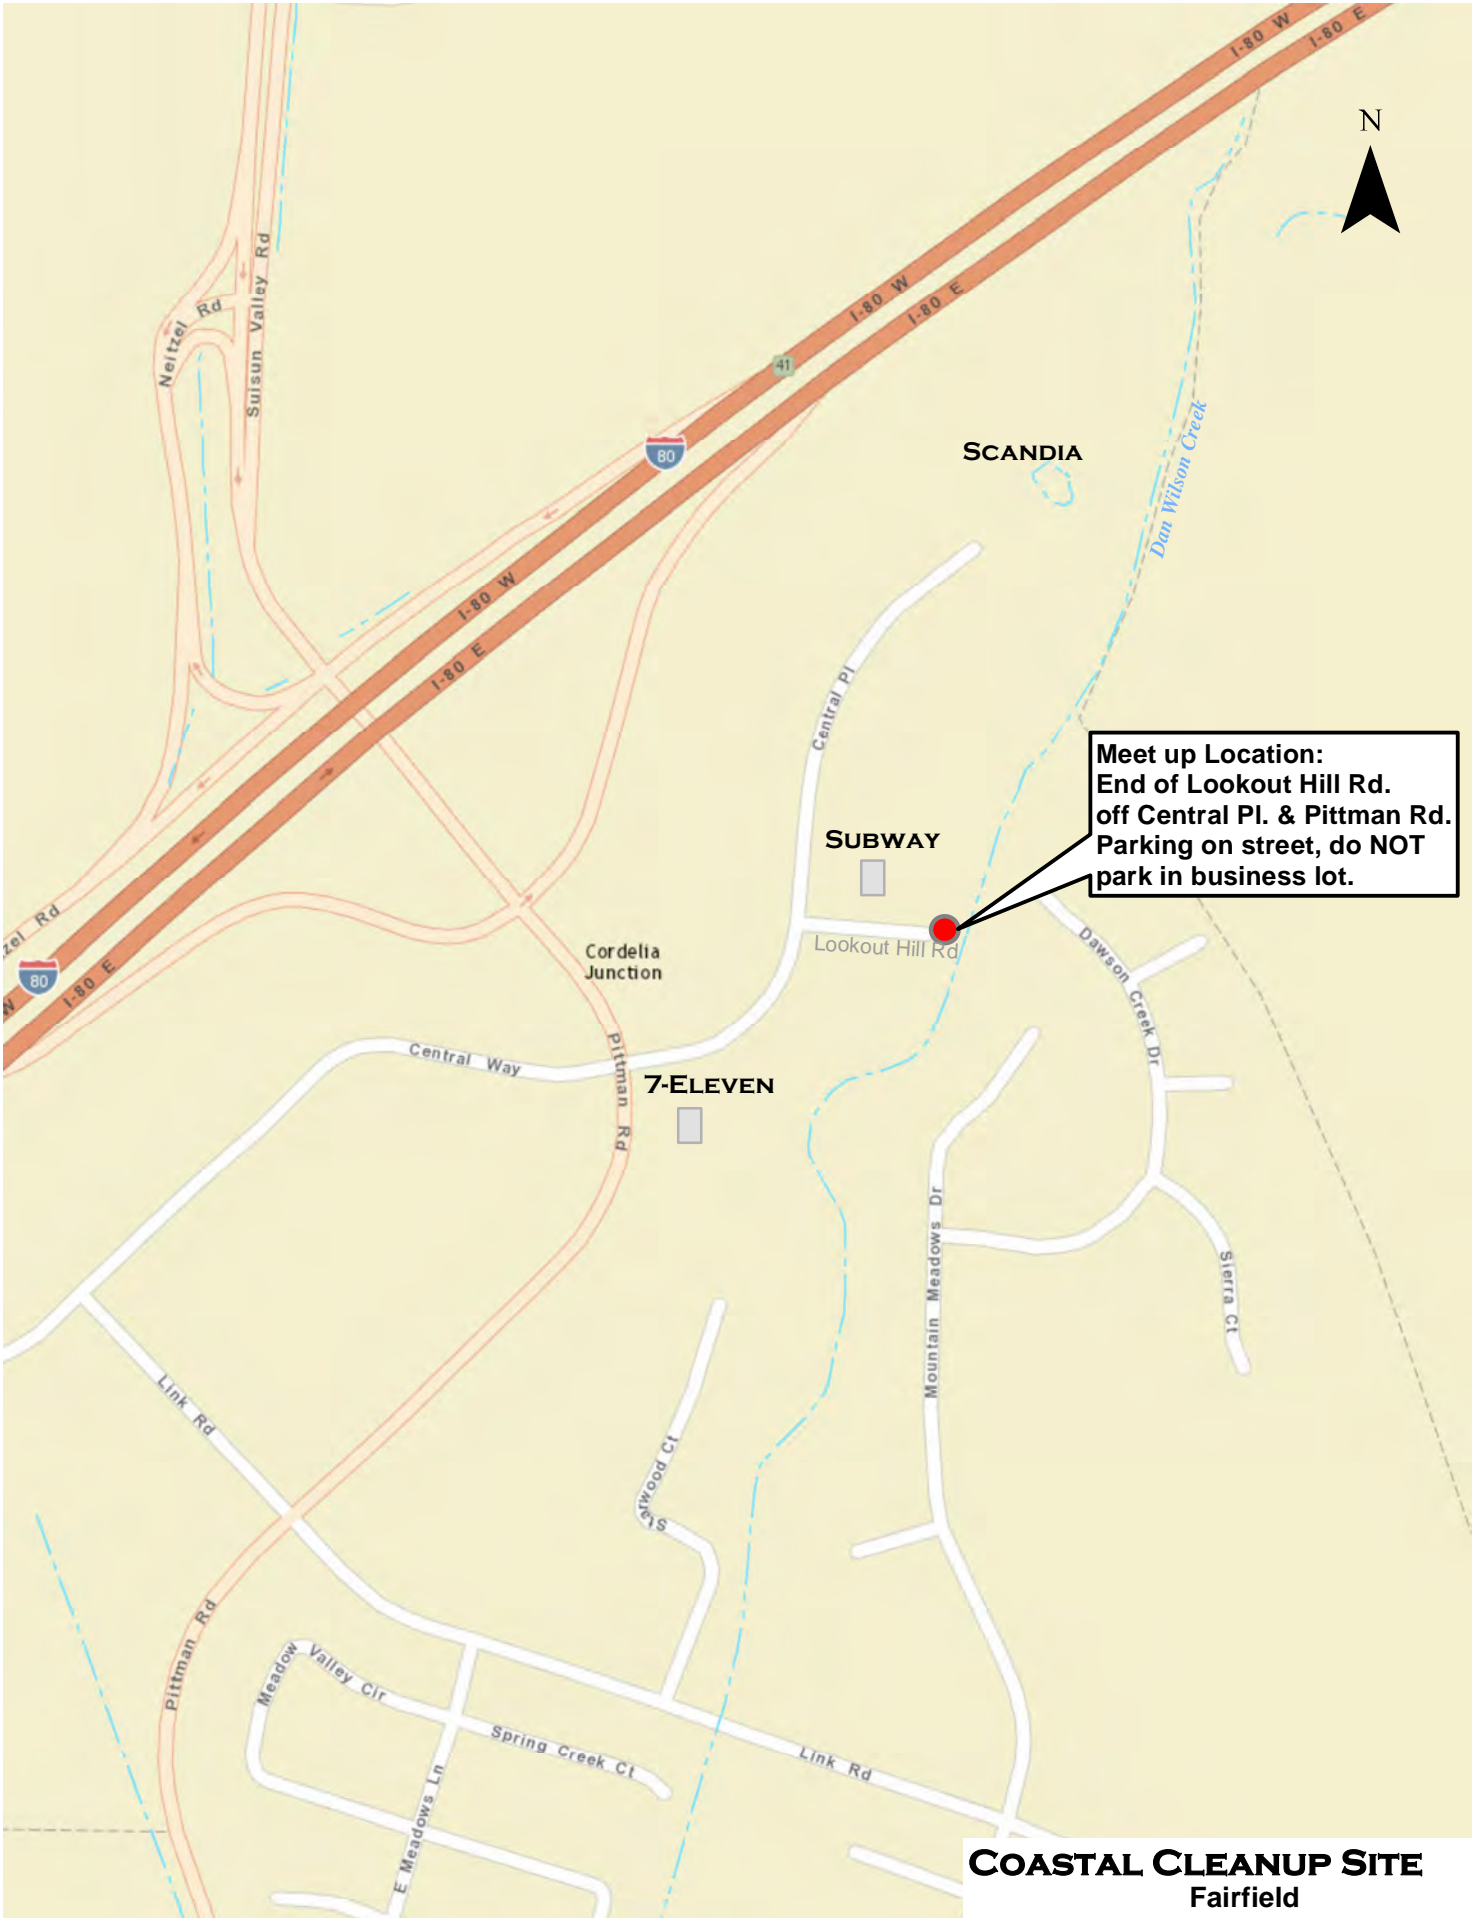 I-80 W
I-80 E
N
Suisun Valley Rd
Neitzel Rd
I-80 W
I-80 E
41
80
SCANDIA
Dan Wilson Creek
I-80 W
I-80 E
Central Pl
Meet up Location:
End of Lookout Hill Rd.
off Central Pl. & Pittman Rd.
Parking on street, do NOT
park in business lot.
SUBWAY
Lookout Hill Rd
zel Rd
80
W
I-80 E
Cordelia
Junction
Dawson Creek Dr
Central Way
Pittman Rd
7-ELEVEN
Mountain Meadows Dr
Sierra Ct
Link Rd
Starwood Ct
Pittman Rd
Meadow Valley Cir
Spring Creek Ct
Link Rd
E Meadows Ln
COASTAL CLEANUP SITE
Fairfield